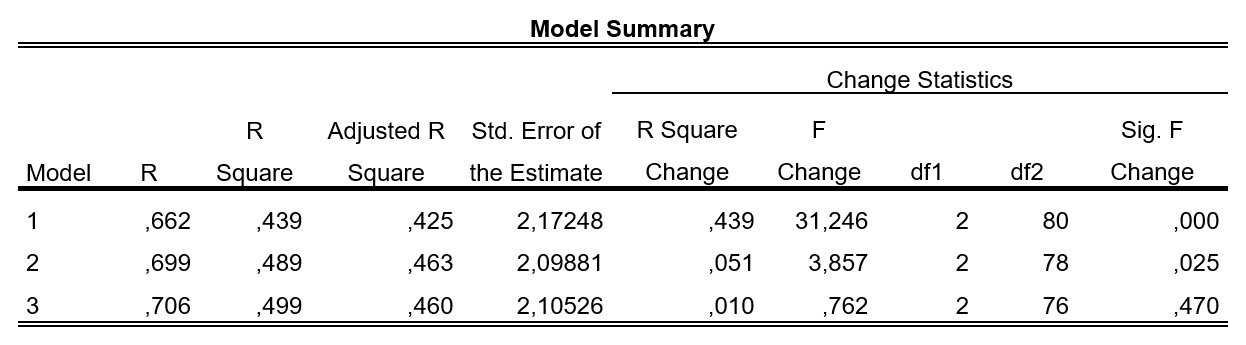 Model Summary
Change Statistics
R Adjusted R Std. Error of R Square F Sig. F
Model R Square Square the Estimate Change Change df1 df2 Change
1 ,662 ,439 ,425 2,17248 ,439 31,246 2 80 ,000
2 ,699 ,489 ,463 2,09881 ,051 3,857 2 78 ,025
3 ,706 ,499 ,460 2,10526 ,010 ,762 2 76 ,470